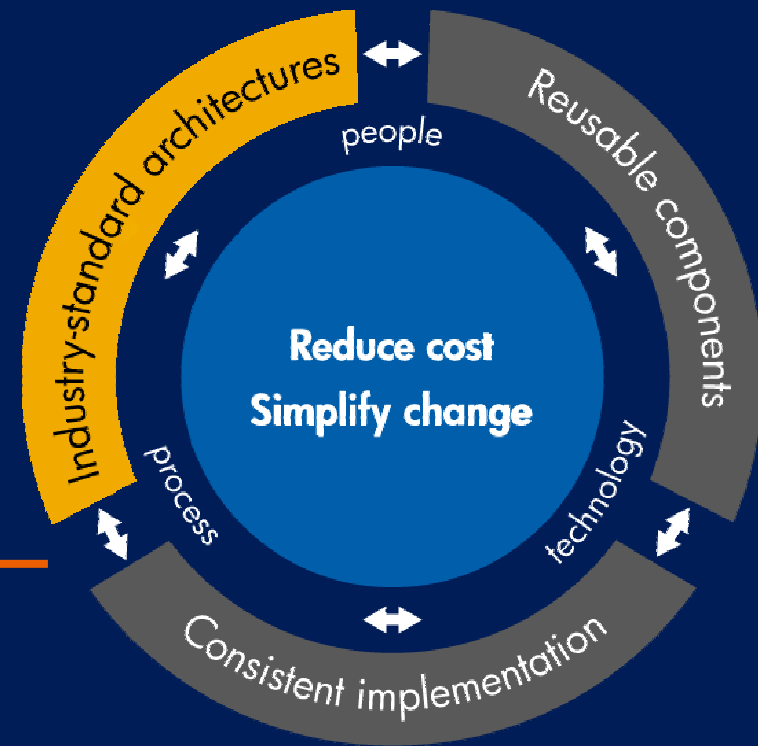 Industry-standard architectures
Reusable components
people
Reduce cost
Simplify change
process
technology
Consistent implementation